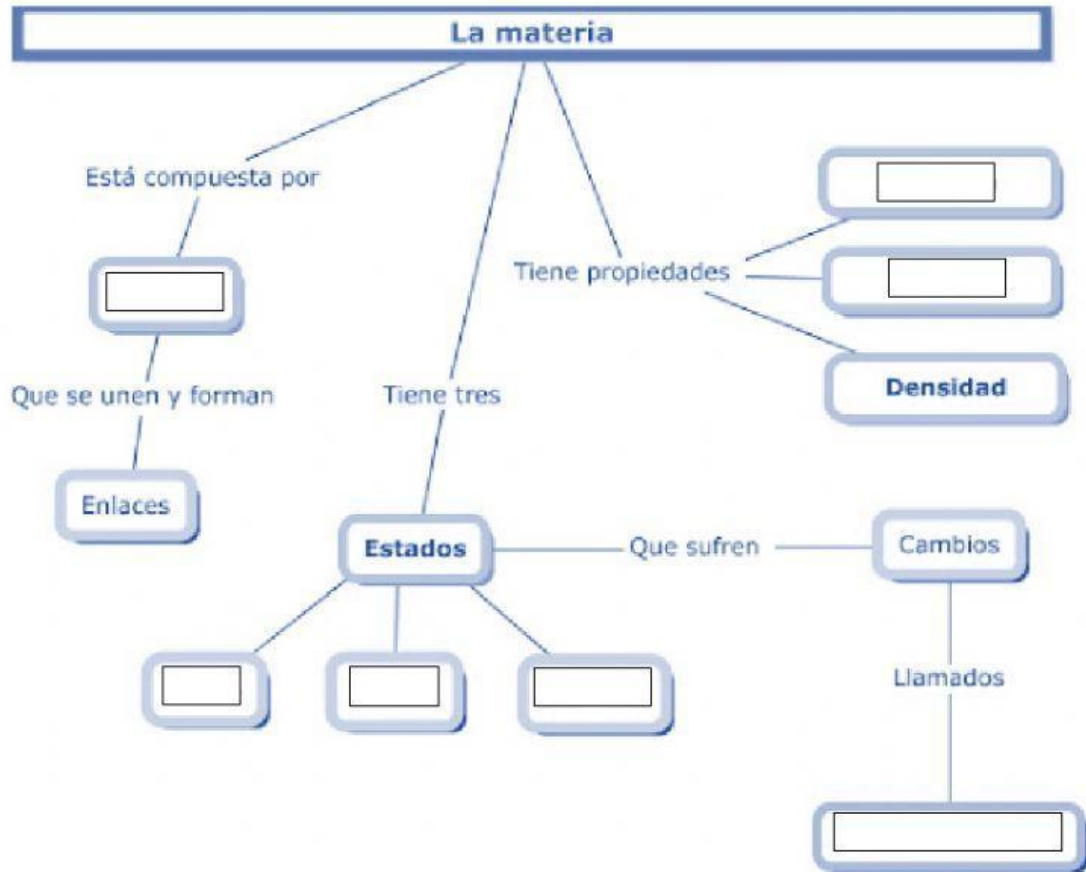 La materia
Está compuesta por
Tiene propiedades
Densidad
Que se unen y forman
Tiene tres
Enlaces
Estados
Que sufren
Cambios
Llamados